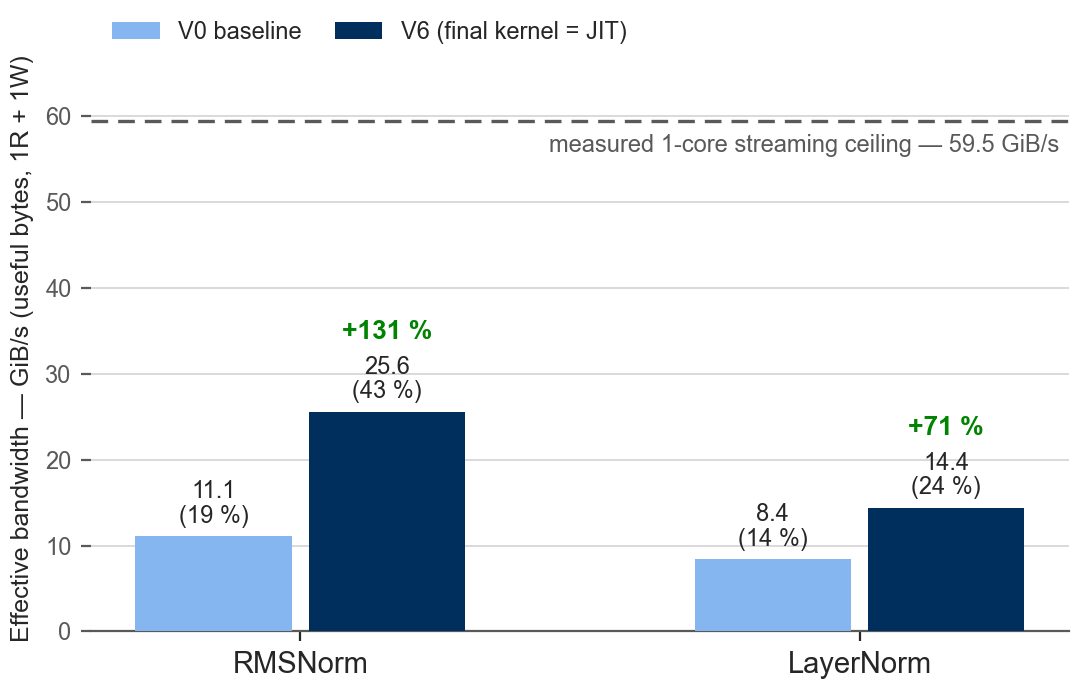 V0 baseline
V6 (final kernel = JIT)
Effective bandwidth — GiB/s (useful bytes, 1R + 1W)
60
50
40
30
20
10
0
measured 1-core streaming ceiling — 59.5 GiB/s
11.1
(19 %)
+131 %
25.6
(43 %)
8.4
(14 %)
+71 %
14.4
(24 %)
RMSNorm
LayerNorm